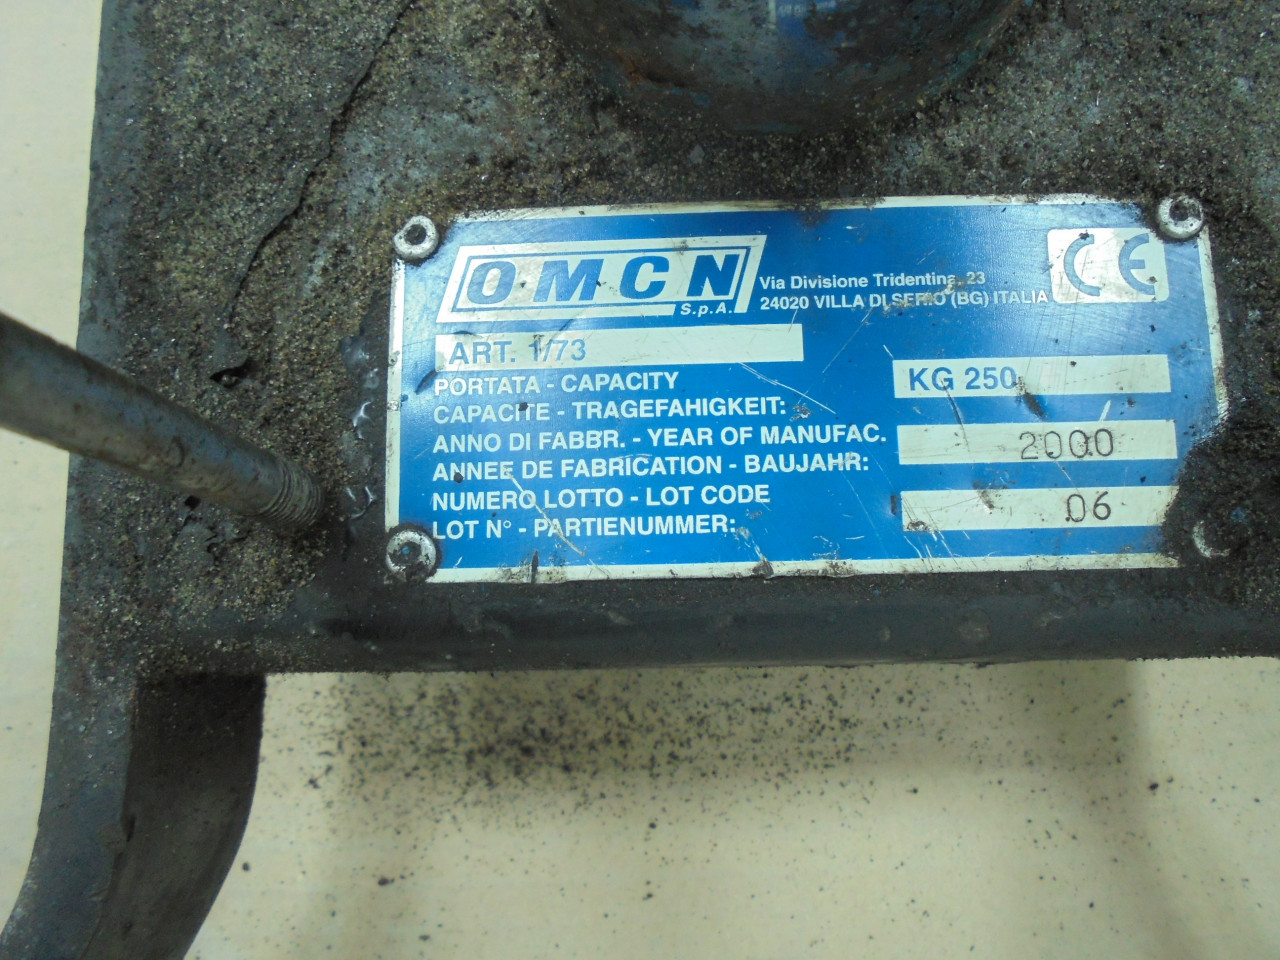 OMCN
S.p.A.
Via Divisione Tridentina, 23
24020 VILLA DI SERIO (BG) ITALIA
CE
ART. 1/73
PORTATA - CAPACITY
CAPACITE - TRAGEFAHIGKEIT:
KG 250
ANNO DI FABBR. - YEAR OF MANUFAC.
ANNEE DE FABRICATION - BAUJAHR:
2000
NUMERO LOTTO - LOT CODE
LOT N° - PARTIENUMMER:
06